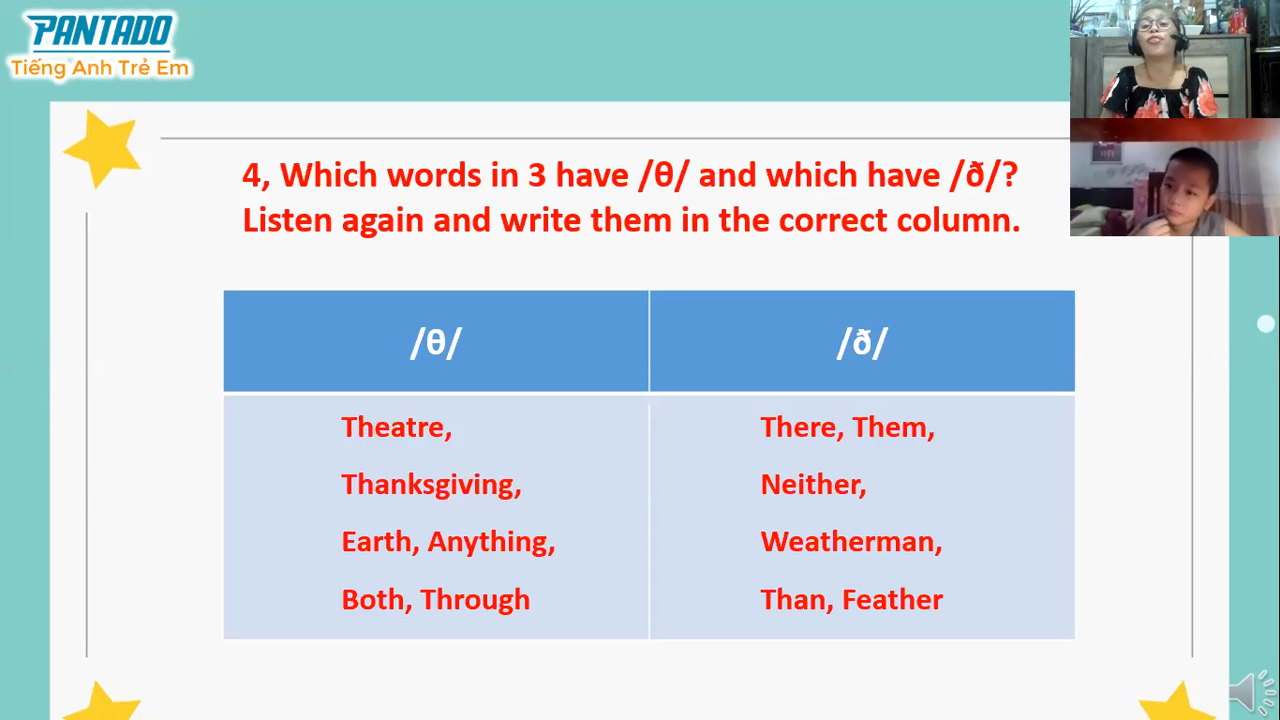 PANTADO
Tiếng Anh Trẻ Em
4, Which words in 3 have /θ/ and which have /ð/?
Listen again and write them in the correct column.
/θ/
/ð/
Theatre,
Thanksgiving,
Earth, Anything,
Both, Through
There, Them,
Neither,
Weatherman,
Than, Feather